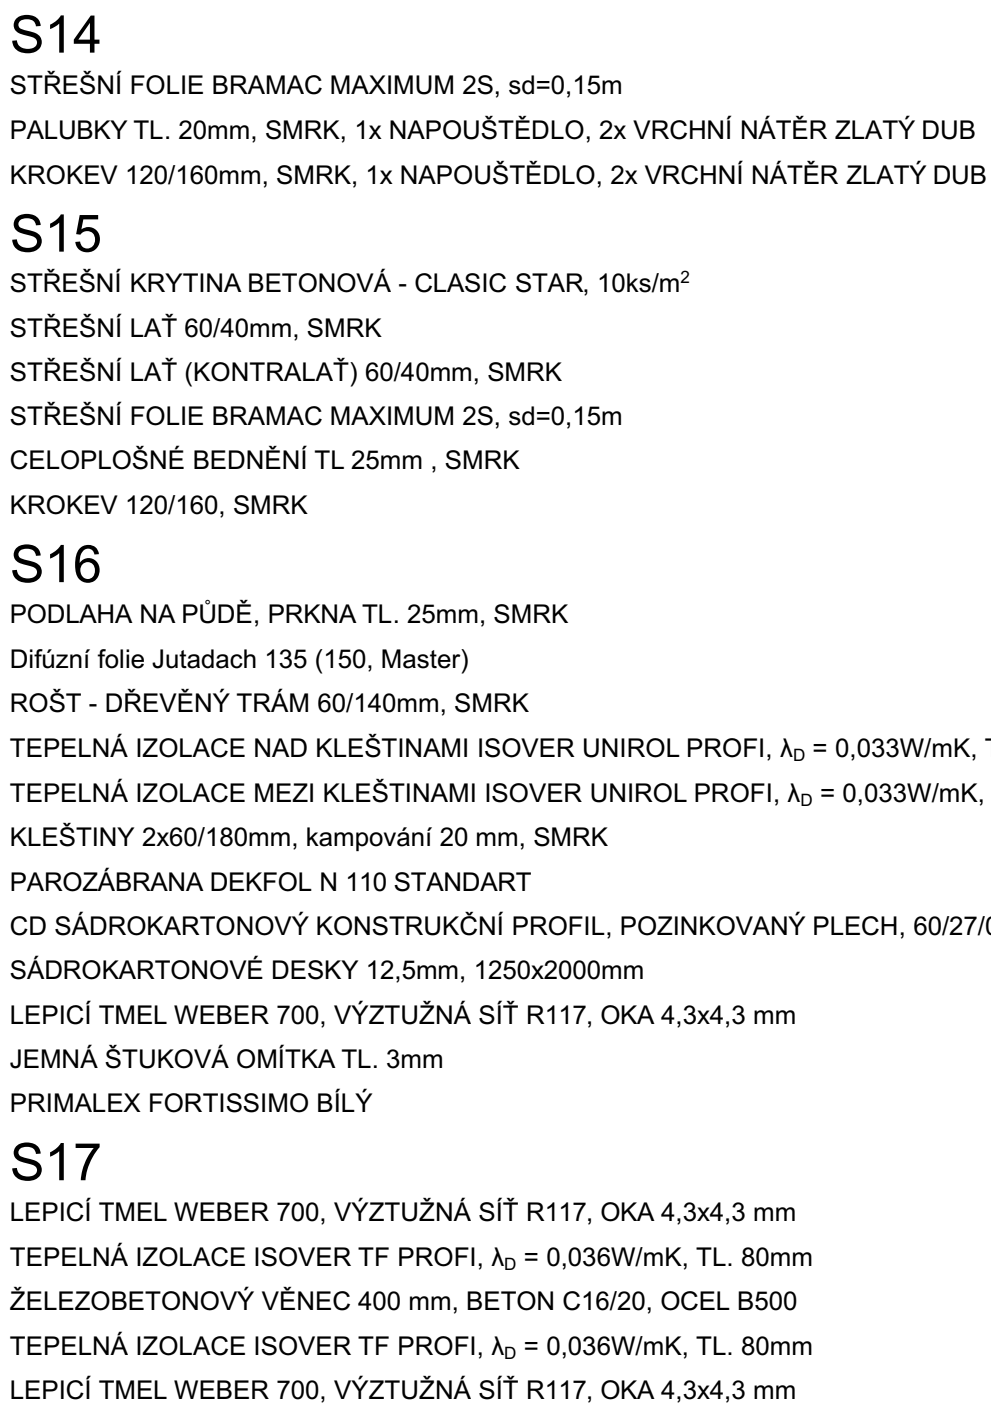 S14
STŘEŠNÍ FOLIE BRAMAC MAXIMUM 2S, sd=0,15m
PALUBKY TL. 20mm, SMRK, 1x NAPOUŠTĚDLO, 2x VRCHNÍ NÁTĚR ZLATÝ DUB
KROKEV 120/160mm, SMRK, 1x NAPOUŠTĚDLO, 2x VRCHNÍ NÁTĚR ZLATÝ DUB
S15
STŘEŠNÍ KRYTINA BETONOVÁ - CLASIC STAR, 10ks/m²
STŘEŠNÍ LAŤ 60/40mm, SMRK
STŘEŠNÍ LAŤ (KONTRALAŤ) 60/40mm, SMRK
STŘEŠNÍ FOLIE BRAMAC MAXIMUM 2S, sd=0,15m
CELOPLOŠNÉ BEDNĚNÍ TL 25mm , SMRK
KROKEV 120/160, SMRK
S16
PODLAHA NA PŮDĚ, PRKNA TL. 25mm, SMRK
Difúzní folie Jutadach 135 (150, Master)
ROŠT - DŘEVĚNÝ TRÁM 60/140mm, SMRK
TEPELNÁ IZOLACE NAD KLEŠTINAMI ISOVER UNIROL PROFI, λD = 0,033W/mK,
TEPELNÁ IZOLACE MEZI KLEŠTINAMI ISOVER UNIROL PROFI, λD = 0,033W/mK,
KLEŠTINY 2x60/180mm, kampování 20 mm, SMRK
PAROZÁBRANA DEKFOL N 110 STANDART
CD SÁDROKARTONOVÝ KONSTRUKČNÍ PROFIL, POZINKOVANÝ PLECH, 60/27/
SÁDROKARTONOVÉ DESKY 12,5mm, 1250x2000mm
LEPICÍ TMEL WEBER 700, VÝZTUŽNÁ SÍŤ R117, OKA 4,3x4,3 mm
JEMNÁ ŠTUKOVÁ OMÍTKA TL. 3mm
PRIMALEX FORTISSIMO BÍLÝ
S17
LEPICÍ TMEL WEBER 700, VÝZTUŽNÁ SÍŤ R117, OKA 4,3x4,3 mm
TEPELNÁ IZOLACE ISOVER TF PROFI, λD = 0,036W/mK, TL. 80mm
ŽELEZOBETONOVÝ VĚNEC 400 mm, BETON C16/20, OCEL B500
TEPELNÁ IZOLACE ISOVER TF PROFI, λD = 0,036W/mK, TL. 80mm
LEPICÍ TMEL WEBER 700, VÝZTUŽNÁ SÍŤ R117, OKA 4,3x4,3 mm